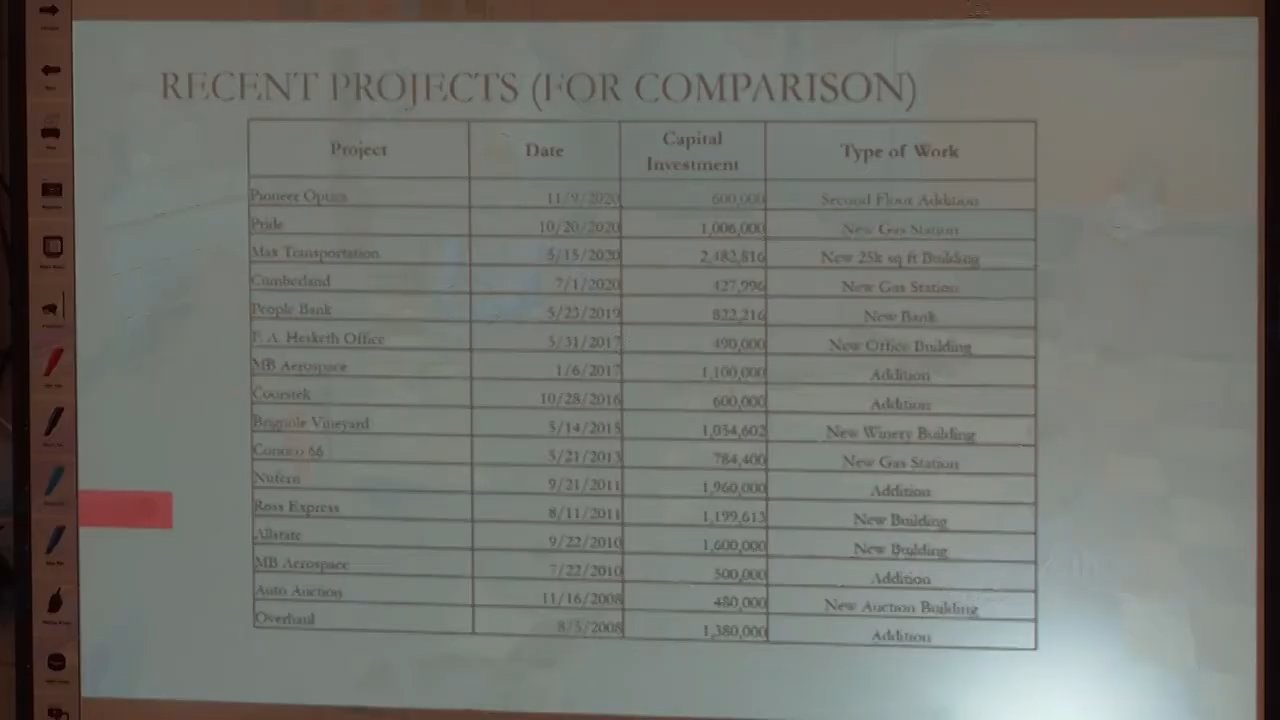 RECENT PROJECTS (FOR COMPARISON)
Project Date Capital Investment Type of Work
Pioneer Optics 11/9/2020 600,000 Second Floor Addition
Pride 10/20/2020 1,006,000 New Gas Station
Max Transportation 5/15/2020 2,482,816 New 25k sq ft Building
Cumberland 7/1/2020 427,996 New Gas Station
People Bank 5/23/2019 822,216 New Bank
F. A. Hesketh Office 5/31/2017 490,000 New Office Building
MB Aerospace 1/6/2017 1,100,000 Addition
Coorstek 10/28/2016 600,000 Addition
Brignole Vineyard 5/14/2015 1,034,602 New Winery Building
Conoco 66 5/21/2013 784,400 New Gas Station
Nufern 9/21/2011 1,960,000 Addition
Ross Express 8/11/2011 1,199,613 New Building
Allstate 9/22/2010 1,600,000 New Building
MB Aerospace 7/22/2010 500,000 Addition
Auto Auction 11/16/2008 480,000 New Auction Building
Overhaul 8/5/2008 1,380,000 Addition